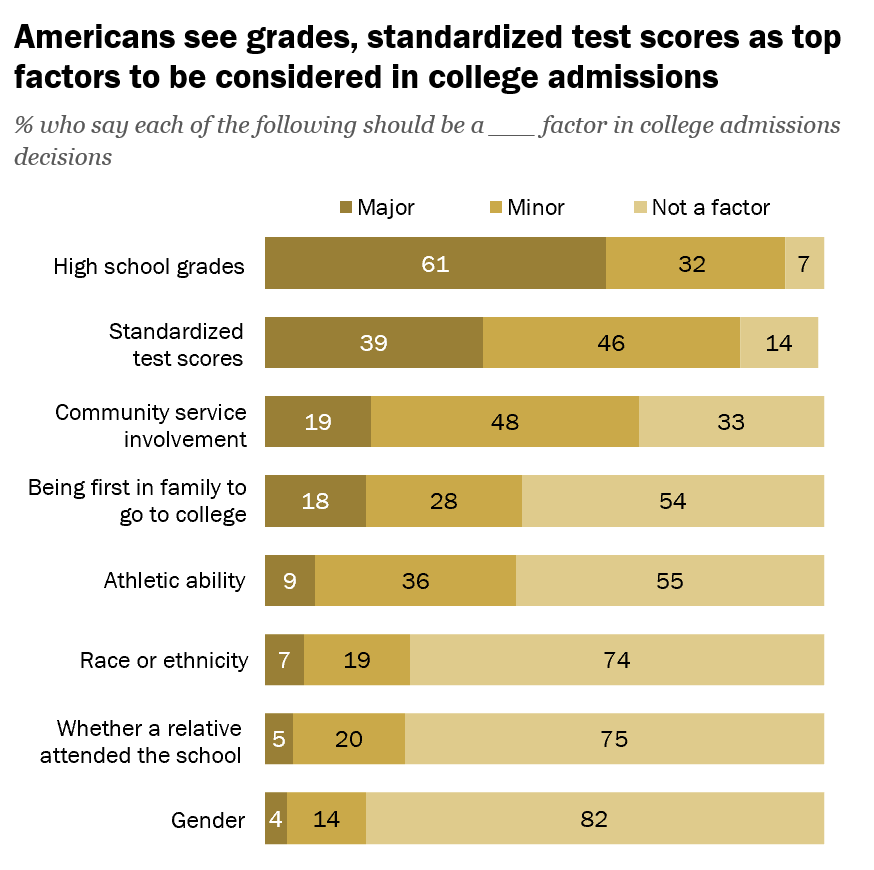 Americans see grades, standardized test scores as top
factors to be considered in college admissions
% who say each of the following should be a ___ factor in college admissions
decisions
Major Minor Not a factor
High school grades 61 32 7
Standardized
test scores 39 46 14
Community service
involvement 19 48 33
Being first in family to
go to college 18 28 54
Athletic ability 9 36 55
Race or ethnicity 7 19 74
Whether a relative
attended the school 5 20 75
Gender 4 14 82